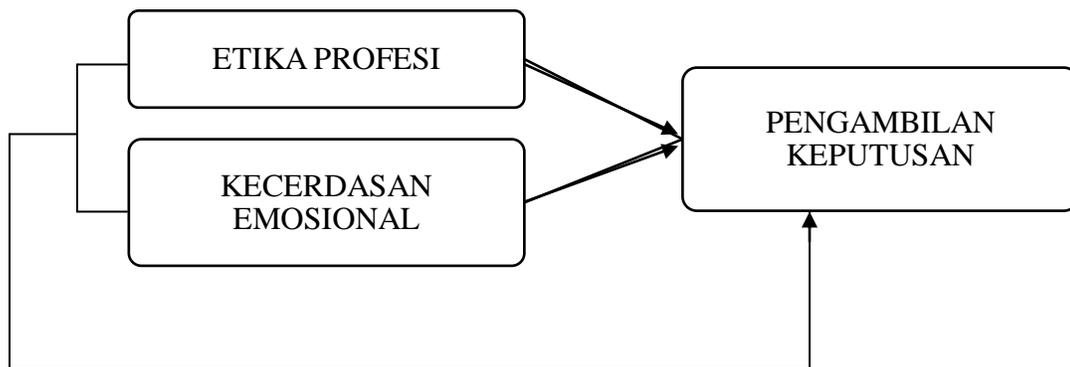 ETIKA PROFESI
KECERDASAN
EMOSIONAL
PENGAMBILAN
KEPUTUSAN